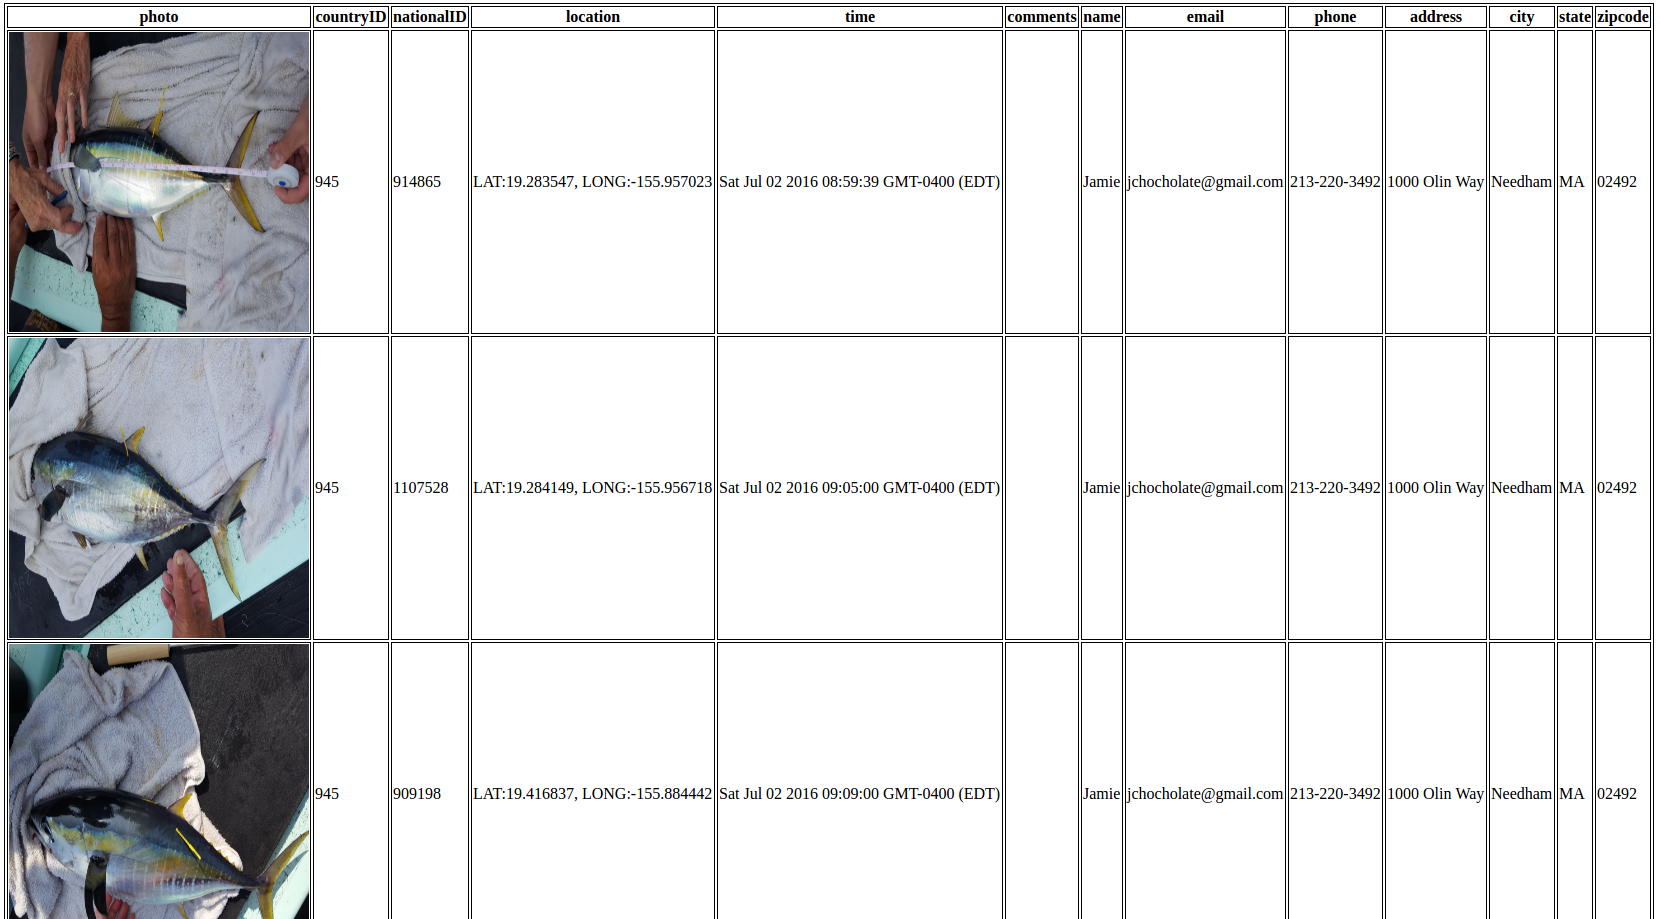 photo countryID nationalID location time comments name email phone address city state zipcode
945 914865 LAT:19.283547, LONG:-155.957023 Sat Jul 02 2016 08:59:39 GMT-0400 (EDT) Jamie jchocholate@gmail.com 213-220-3492 1000 Olin Way Needham MA 02492
945 1107528 LAT:19.284149, LONG:-155.956718 Sat Jul 02 2016 09:05:00 GMT-0400 (EDT) Jamie jchocholate@gmail.com 213-220-3492 1000 Olin Way Needham MA 02492
945 909198 LAT:19.416837, LONG:-155.884442 Sat Jul 02 2016 09:09:00 GMT-0400 (EDT) Jamie jchocholate@gmail.com 213-220-3492 1000 Olin Way Needham MA 02492